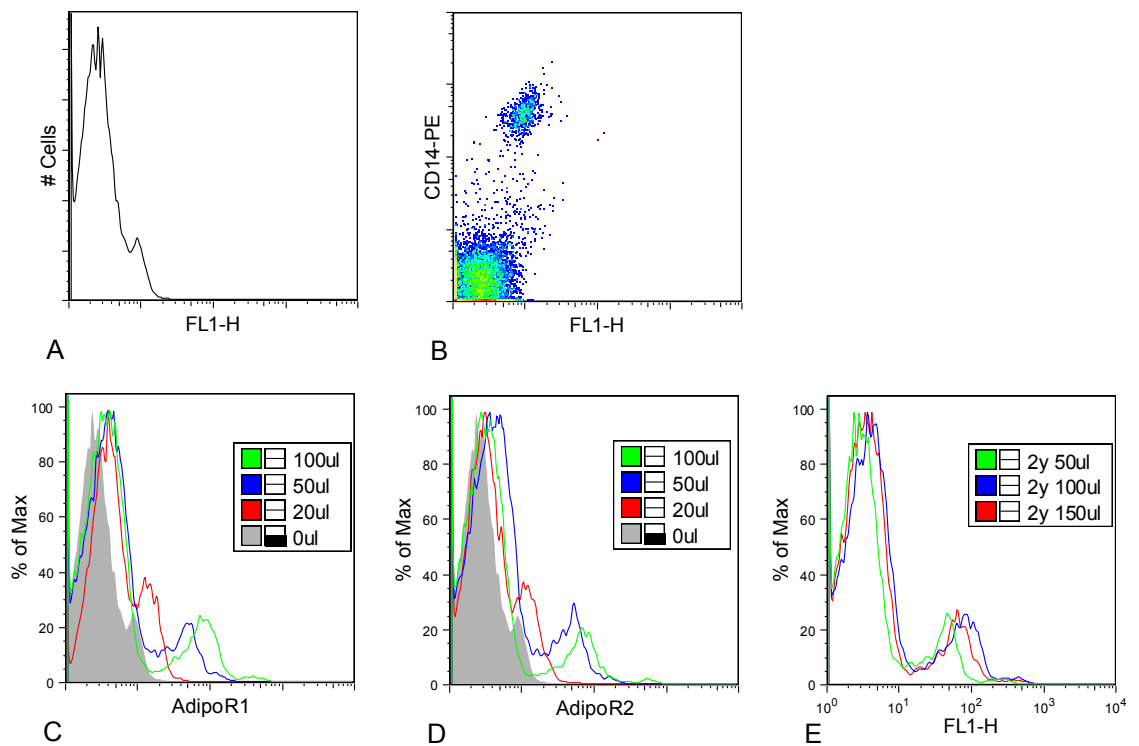 # Cells
FL1-H
A
CD14-PE
FL1-H
B
100
80
60
40
20
0
% of Max
100ul
50ul
20ul
0ul
AdipoR1
C
100
80
60
40
20
0
% of Max
100ul
50ul
20ul
0ul
AdipoR2
D
100
80
60
40
20
0
% of Max
2y 50ul
2y 100ul
2y 150ul
10^0 10^1 10^2 10^3 10^4
FL1-H
E